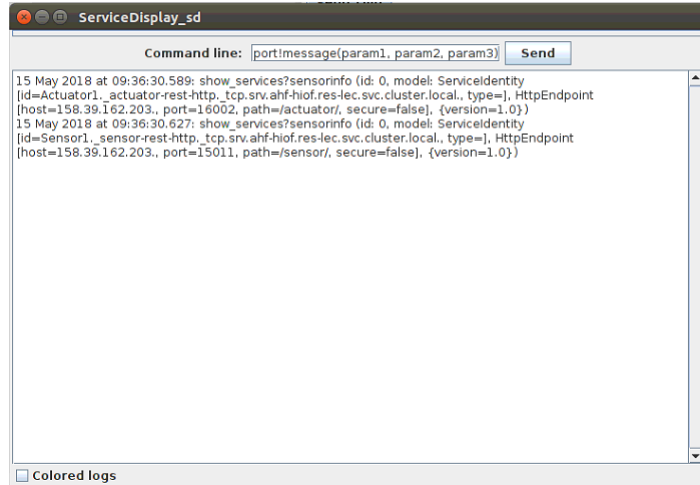 ServiceDisplay_sd
Command line: port!message(param1, param2, param3) Send
15 May 2018 at 09:36:30.589: show_services?sensorinfo (id: 0, model: ServiceIdentity
[id=Actuator1._actuator-rest-http._tcp.srv.ahf-hiof.res-lec.svc.cluster.local., type=], HttpEndpoint
[host=158.39.162.203., port=16002, path=/actuator/, secure=false], {version=1.0})
15 May 2018 at 09:36:30.627: show_services?sensorinfo (id: 0, model: ServiceIdentity
[id=Sensor1._sensor-rest-http._tcp.srv.ahf-hiof.res-lec.svc.cluster.local., type=], HttpEndpoint
[host=158.39.162.203., port=15011, path=/sensor/, secure=false], {version=1.0})
Colored logs